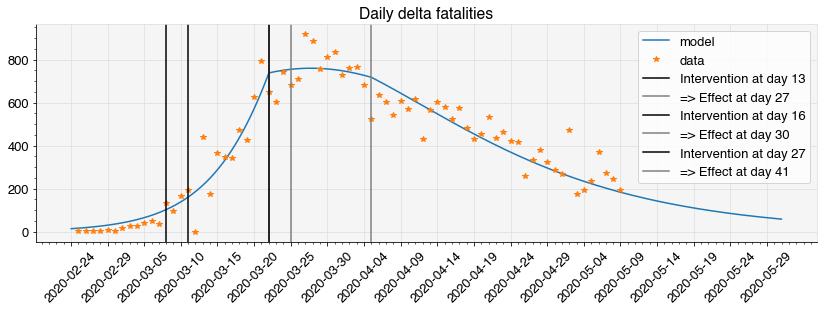 Daily delta fatalities
800
600
400
200
0
model
data
Intervention at day 13
=> Effect at day 27
Intervention at day 16
=> Effect at day 30
Intervention at day 27
=> Effect at day 41
2020-02-24
2020-02-29
2020-03-05
2020-03-10
2020-03-15
2020-03-20
2020-03-25
2020-03-30
2020-04-04
2020-04-09
2020-04-14
2020-04-19
2020-04-24
2020-04-29
2020-05-04
2020-05-09
2020-05-14
2020-05-19
2020-05-24
2020-05-29